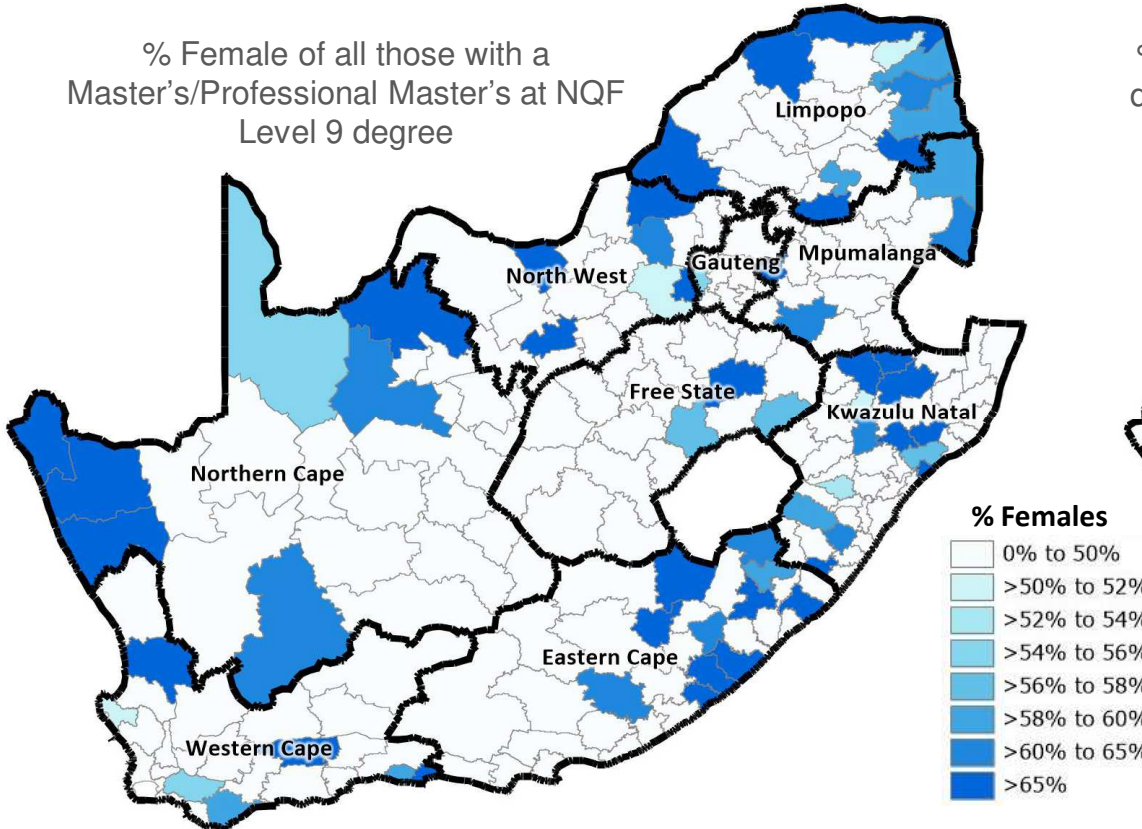 % Female of all those with a
Master's/Professional Master's at NQF
Level 9 degree
%
Limpopo
Mpumalanga
Gauteng
North West
Free State
Kwazulu Natal
Northern Cape
Eastern Cape
Western Cape
% Females
0% to 50%
>50% to 52%
>52% to 54%
>54% to 56%
>56% to 58%
>58% to 60%
>60% to 65%
>65%